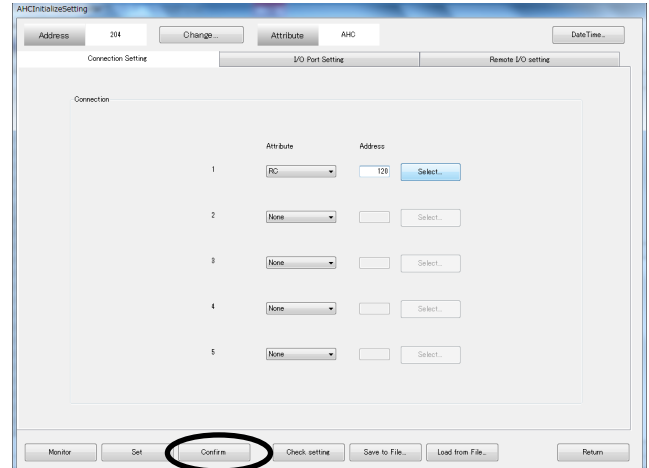 AHCInitializeSetting
Address 204 Change... Attribute AHC DateTime...
Connection Setting I/O Port Setting Remote I/O setting
Connection
Attribute Address
1 RC 128 Select...
2 None Select...
3 None Select...
4 None Select...
5 None Select...
Monitor Set Confirm Check setting Save to File... Load from File... Return